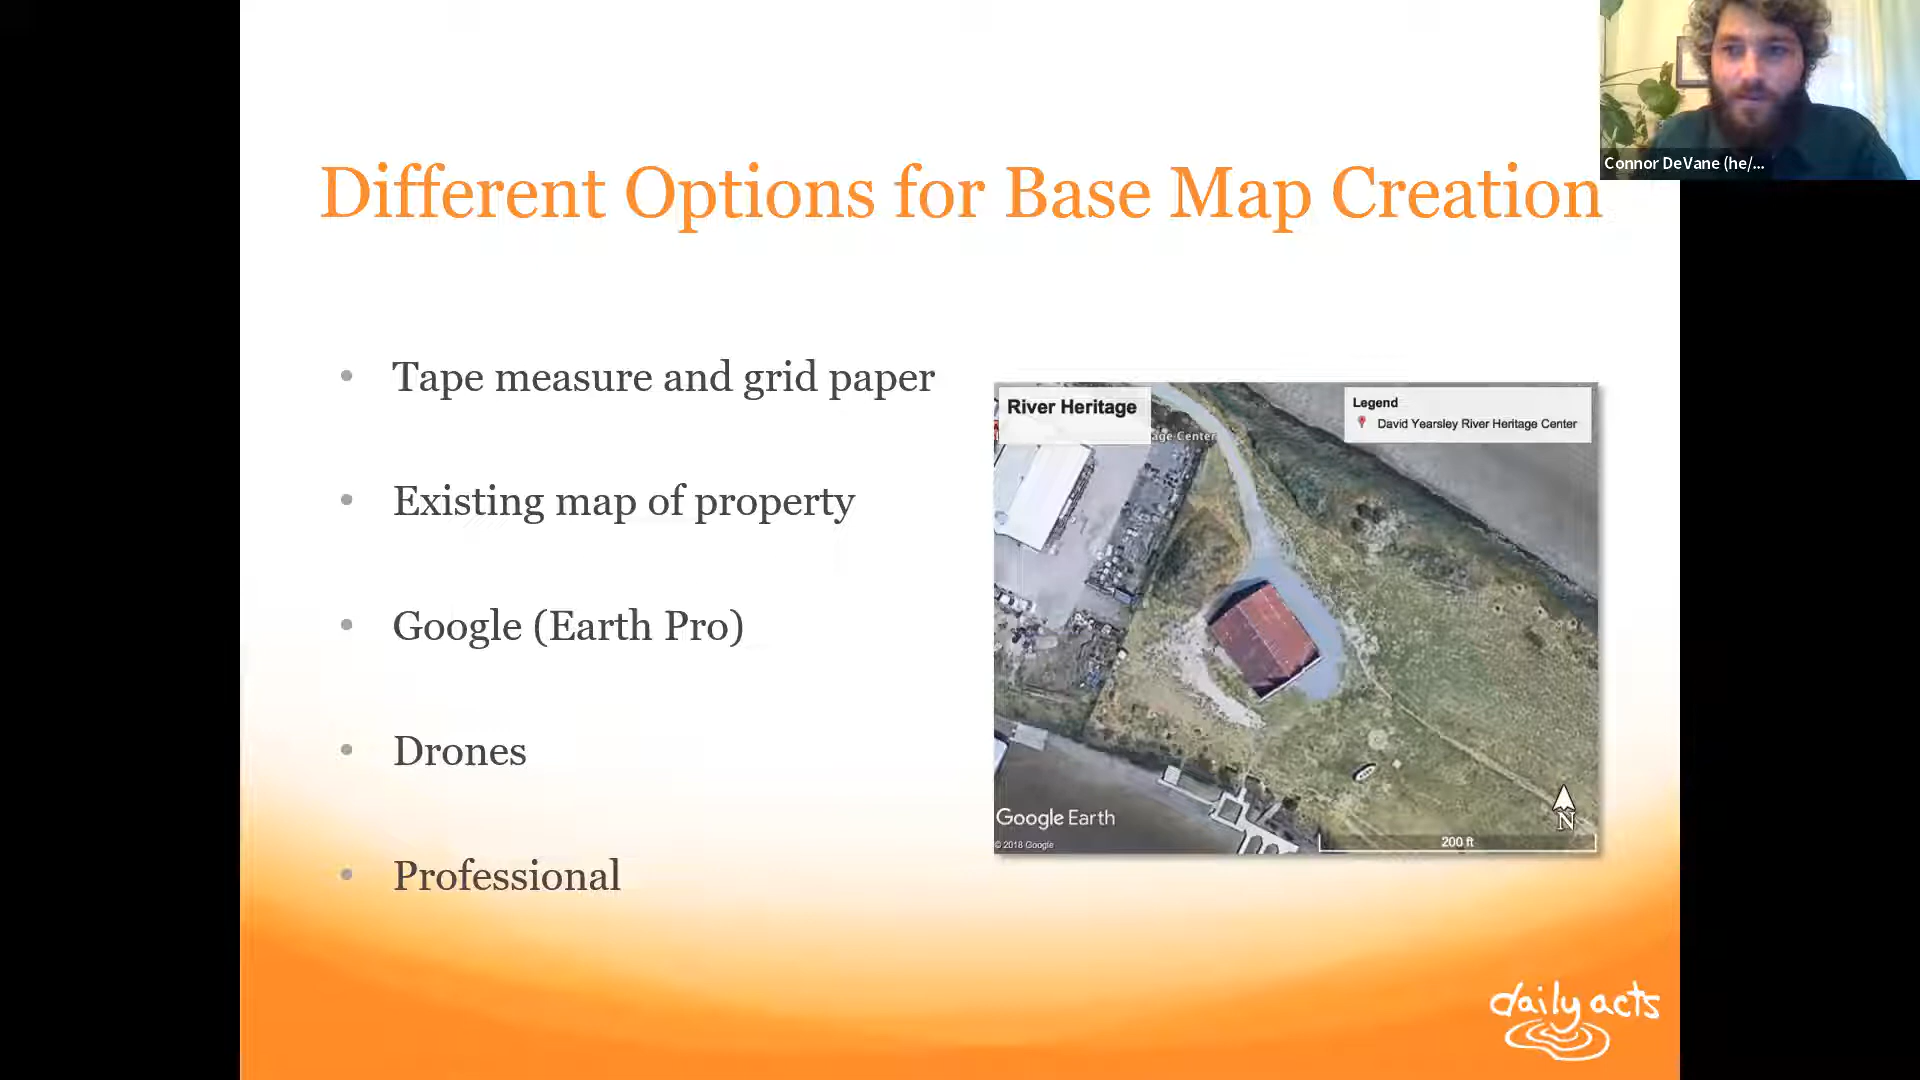 Connor DeVane (he/...
Different Options for Base Map Creation
• Tape measure and grid paper
• Existing map of property
• Google (Earth Pro)
• Drones
• Professional
River Heritage
age Center
Legend
David Yearsley River Heritage Center
Google Earth
© 2018 Google
N
200 ft
daily acts